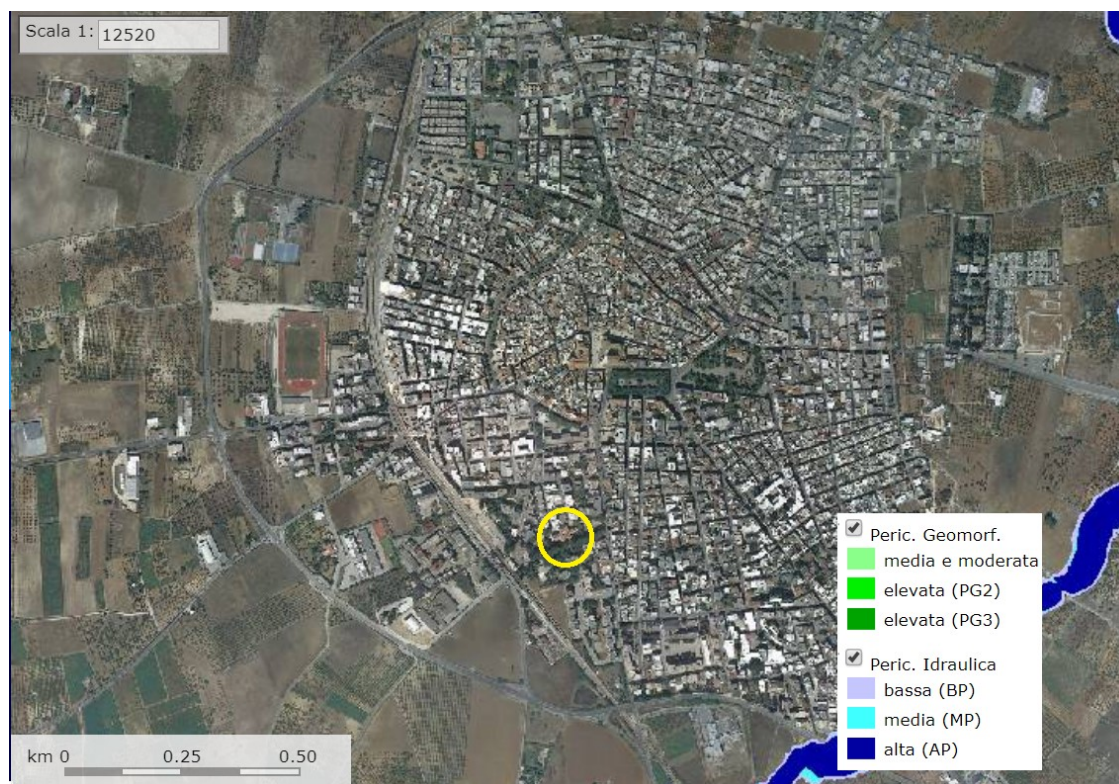 Scala 1: 12520
Peric. Geomorf.
media e moderata
elevata (PG2)
elevata (PG3)
Peric. Idraulica
bassa (BP)
media (MP)
alta (AP)
km 0 0.25 0.50